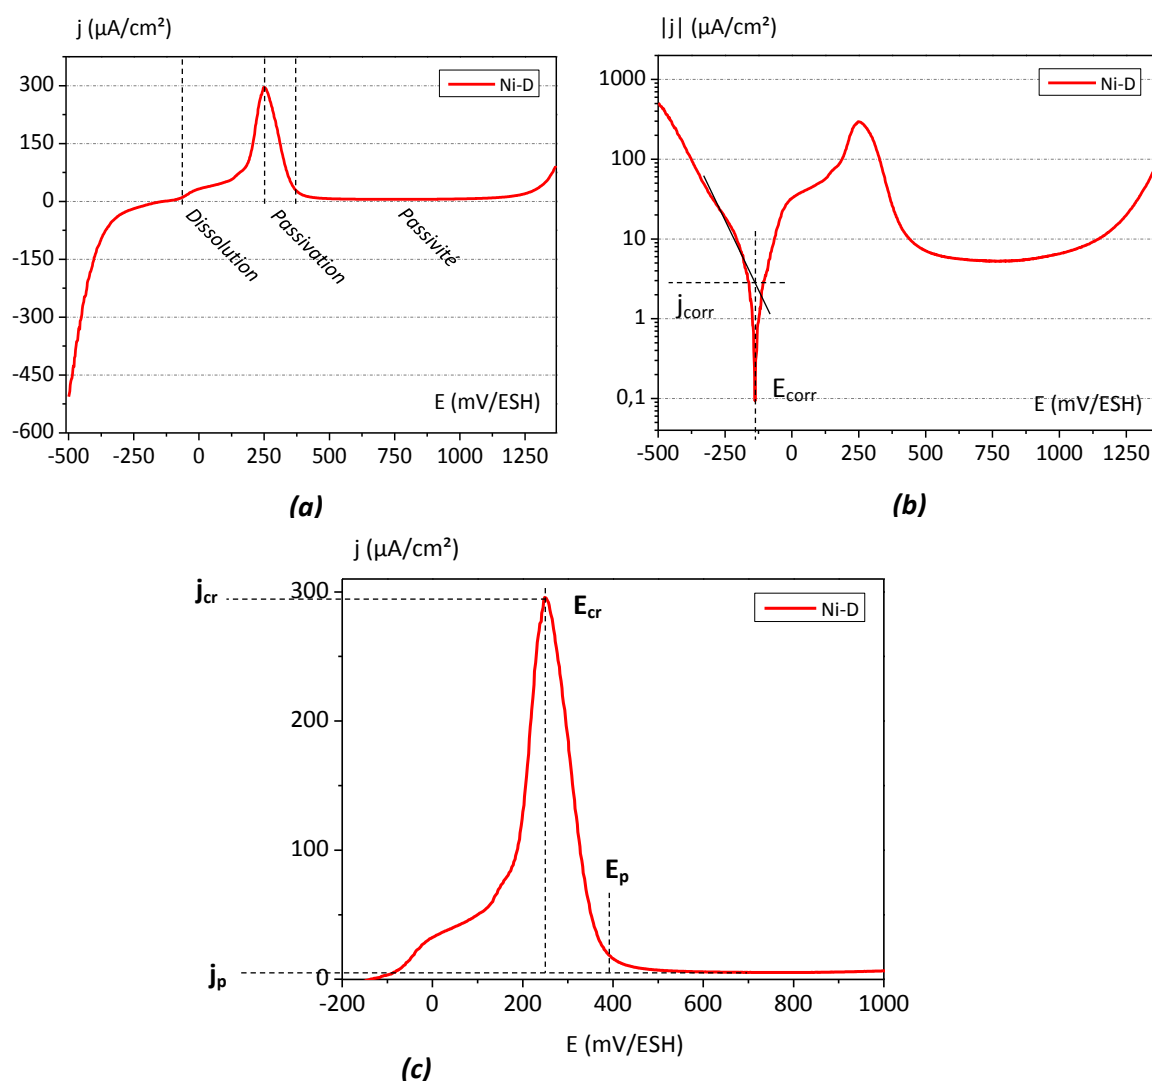 j (µA/cm²)
Ni-D
300
150
0
-150
-300
-450
-600
Dissolution
Passivation
Passivité
E (mV/ESH)
-500 -250 0 250 500 750 1000 1250
(a)
|j| (µA/cm²)
Ni-D
1000
100
10
1
0,1
jcorr
Ecorr
E (mV/ESH)
-500 -250 0 250 500 750 1000 1250
(b)
j (µA/cm²)
jcr
Ecr
Ni-D
300
200
100
0
Ep
jp
-200 0 200 400 600 800 1000
E (mV/ESH)
(c)